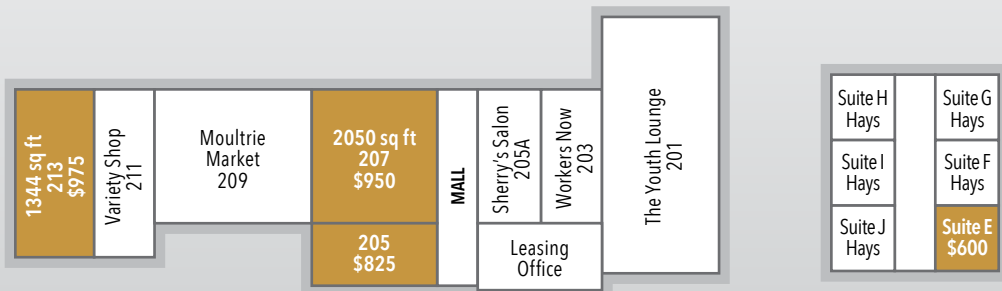 1344 sq ft
213
$975
Variety Shop
211
Moultrie
Market
209
2050 sq ft
207
$950
205
$825
MALL
Sherry's Salon
205A
Workers Now
203
Leasing
Office
The Youth Lounge
201
Suite H
Hays
Suite I
Hays
Suite J
Hays
Suite G
Hays
Suite F
Hays
Suite E
$600